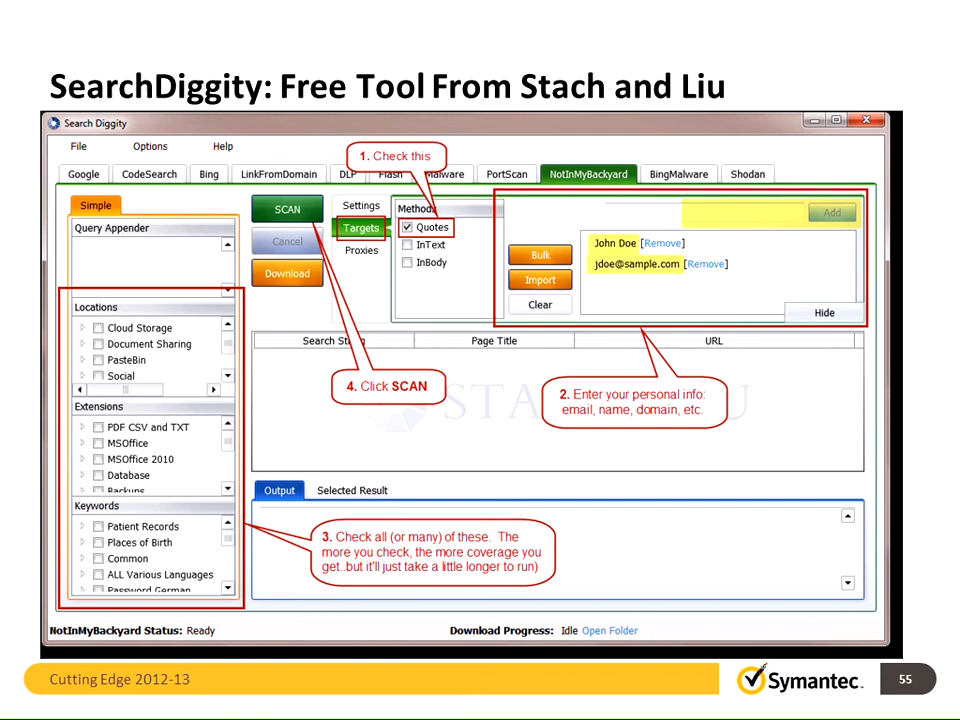 SearchDiggity: Free Tool From Stach and Liu
Search Diggity
File Options Help
1. Check this
Google CodeSearch Bing LinkFromDomain DLP Flash Malware PortScan NotInMyBackyard BingMalware Shodan
Simple
Query Appender
SCAN
Cancel
Download
Settings
Targets
Proxies
Methods
Quotes
InText
InBody
Bulk
Import
Clear
Add
John Doe [Remove]
jdoe@sample.com [Remove]
Hide
Locations
Cloud Storage
Document Sharing
PasteBin
Social
Extensions
PDF CSV and TXT
MSOffice
MSOffice 2010
Database
Backups
Keywords
Patient Records
Places of Birth
Common
ALL Various Languages
Password German
Search Page Title URL
4. Click SCAN
2. Enter your personal info:
email, name, domain, etc.
STA U
Output Selected Result
3. Check all (or many) of these. The
more you check, the more coverage you
get..but it'll just take a little longer to run)
NotInMyBackyard Status: Ready
Download Progress: Idle Open Folder
Cutting Edge 2012-13
Symantec.
55